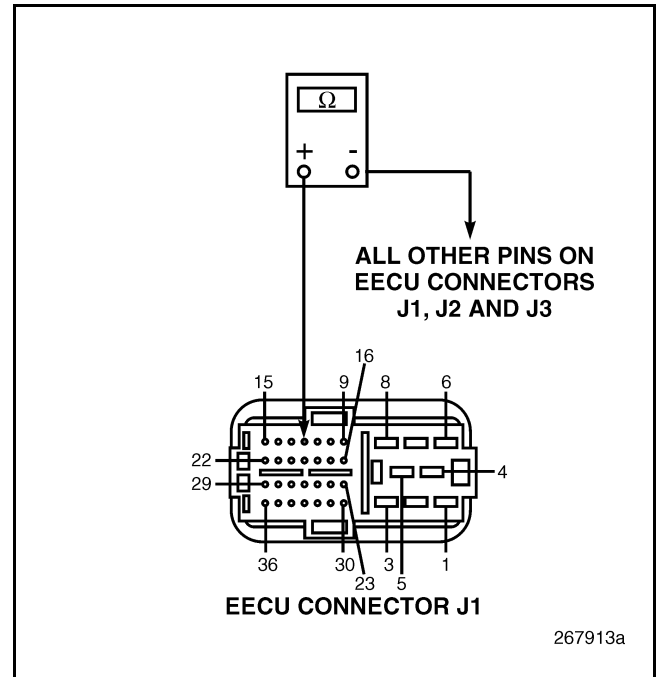 Ω
+ -
ALL OTHER PINS ON
EECU CONNECTORS
J1, J2 AND J3
16
15 9 8 6
22 4
29
36 30 3 1
23 5
EECU CONNECTOR J1
267913a